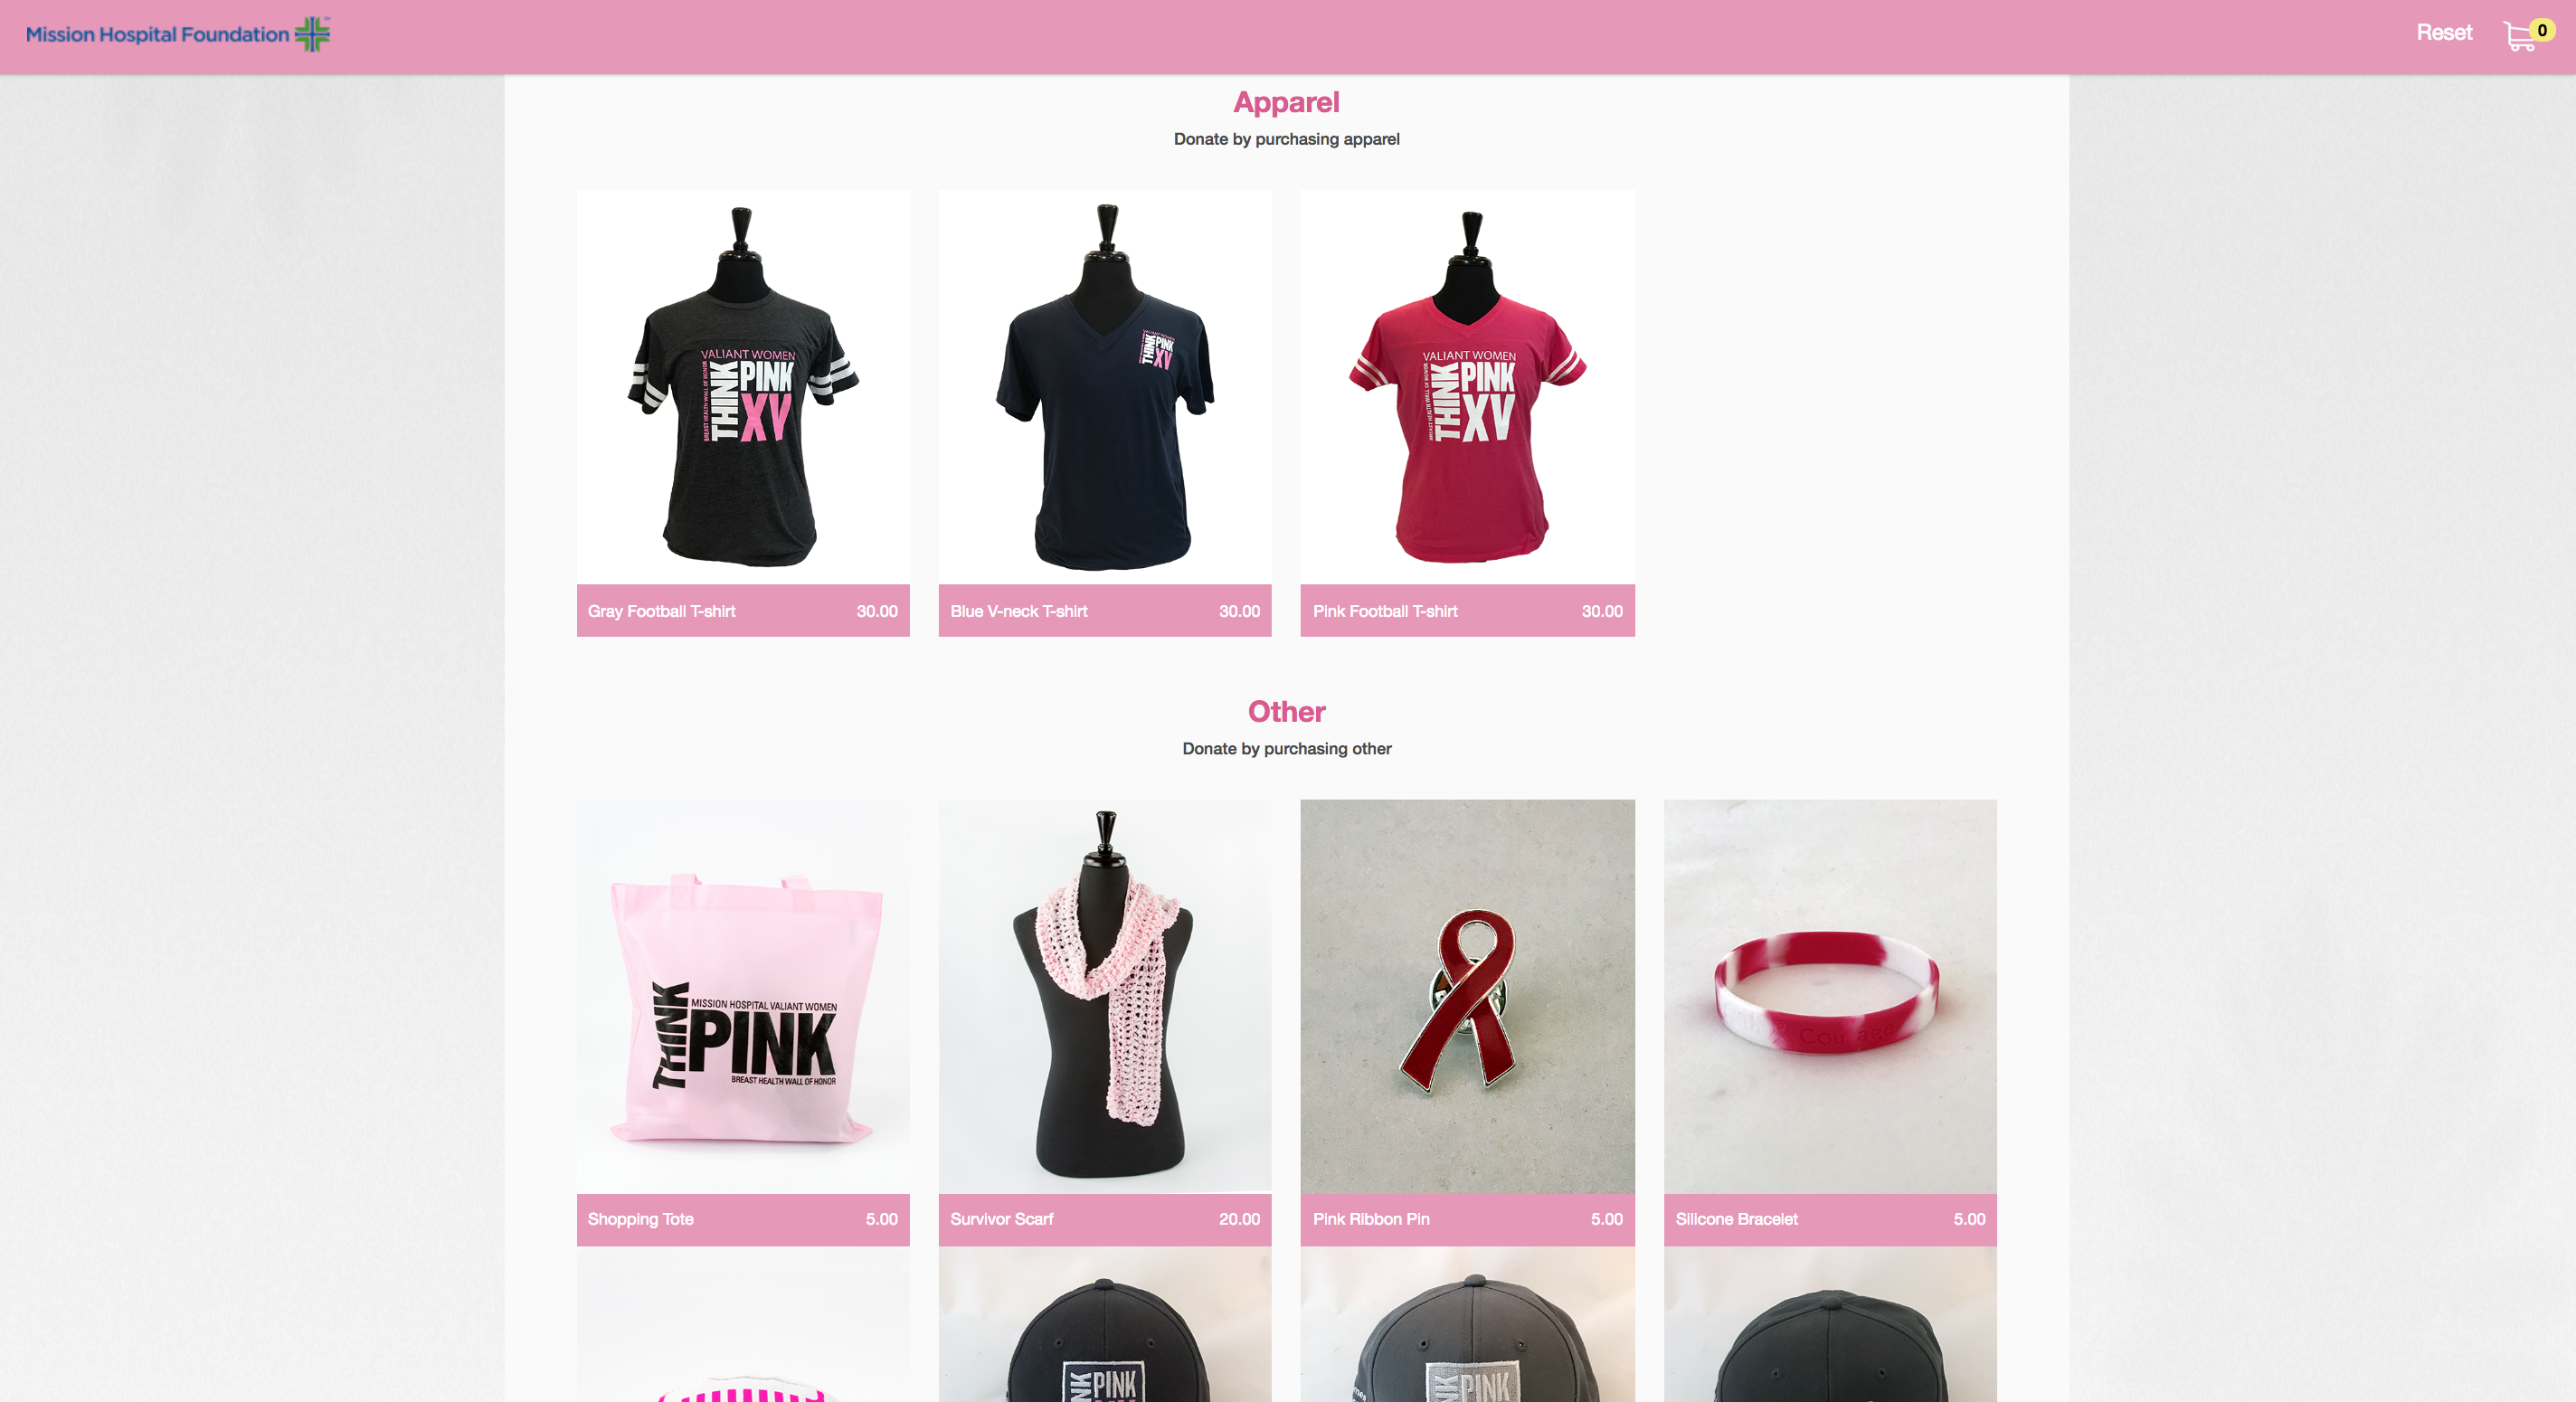 Mission Hospital Foundation
Reset
0
Apparel
Donate by purchasing apparel
VALIANT WOMEN
BREAST HEALTH WALL OF HONOR
THINK
PINK
XV
VALIANT WOMEN
THINK
PINK
XV
VALIANT WOMEN
BREAST HEALTH WALL OF HONOR
THINK
PINK
XV
Gray Football T-shirt 30.00
Blue V-neck T-shirt 30.00
Pink Football T-shirt 30.00
Other
Donate by purchasing other
THINK
MISSION HOSPITAL VALIANT WOMEN
PINK
BREAST HEALTH WALL OF HONOR
Courage
Shopping Tote 5.00
Survivor Scarf 20.00
Pink Ribbon Pin 5.00
Silicone Bracelet 5.00
PINK
PINK